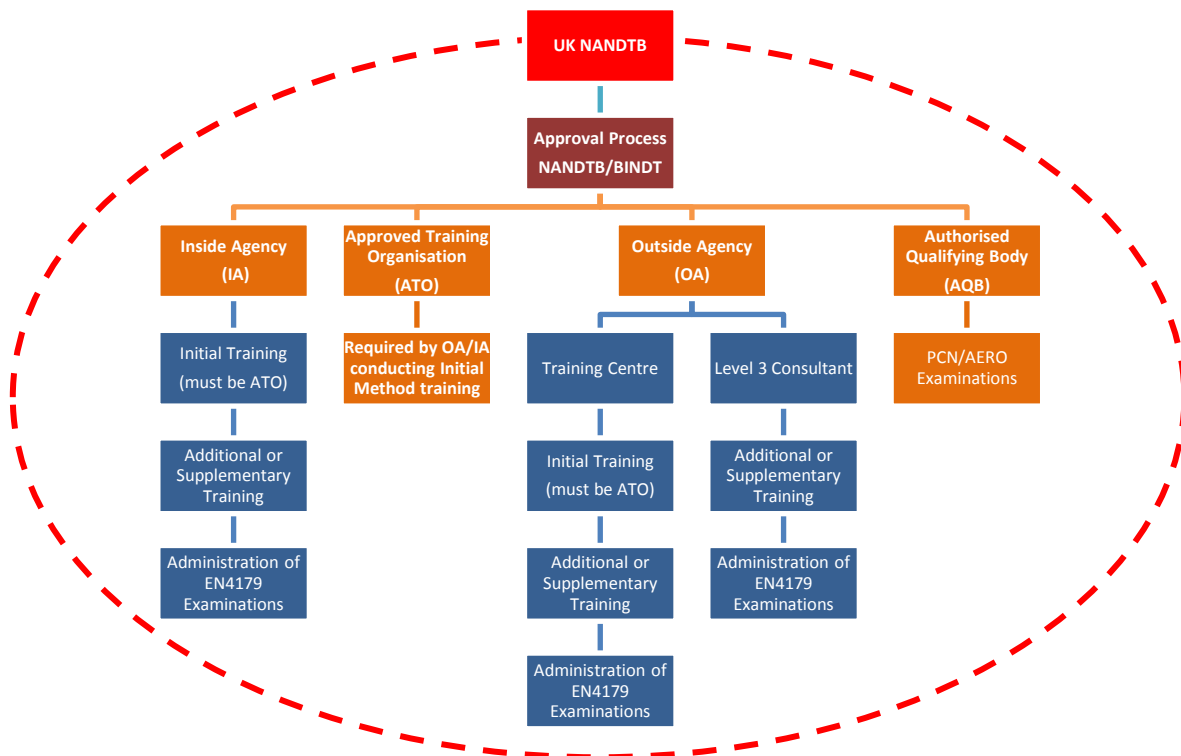 UK NANDTB
Approval Process
NANDTB/BINDT
Inside Agency
(IA)
Approved Training
Organisation
(ATO)
Outside Agency
(OA)
Authorised
Qualifying Body
(AQB)
Initial Training
(must be ATO)
Required by OA/IA
conducting Initial
Method training
Training Centre
Level 3 Consultant
PCN/AERO
Examinations
Additional or
Supplementary
Training
Initial Training
(must be ATO)
Additional or
Supplementary
Training
Administration of
EN4179
Examinations
Additional or
Supplementary
Training
Administration of
EN4179
Examinations
Administration of
EN4179
Examinations